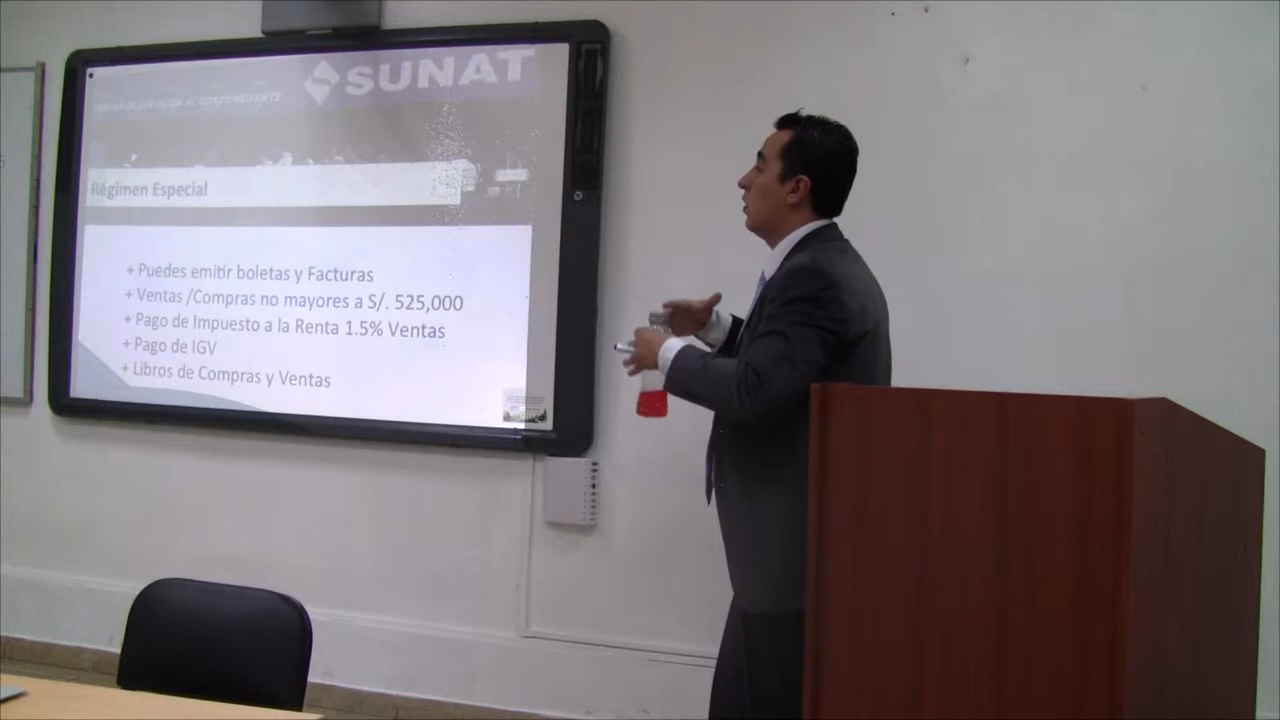 SUNAT
Régimen Especial
+ Puedes emitir boletas y Facturas
+ Ventas /Compras no mayores a S/. 525,000
+ Pago de Impuesto a la Renta 1.5% Ventas
+ Pago de IGV
+ Libros de Compras y Ventas